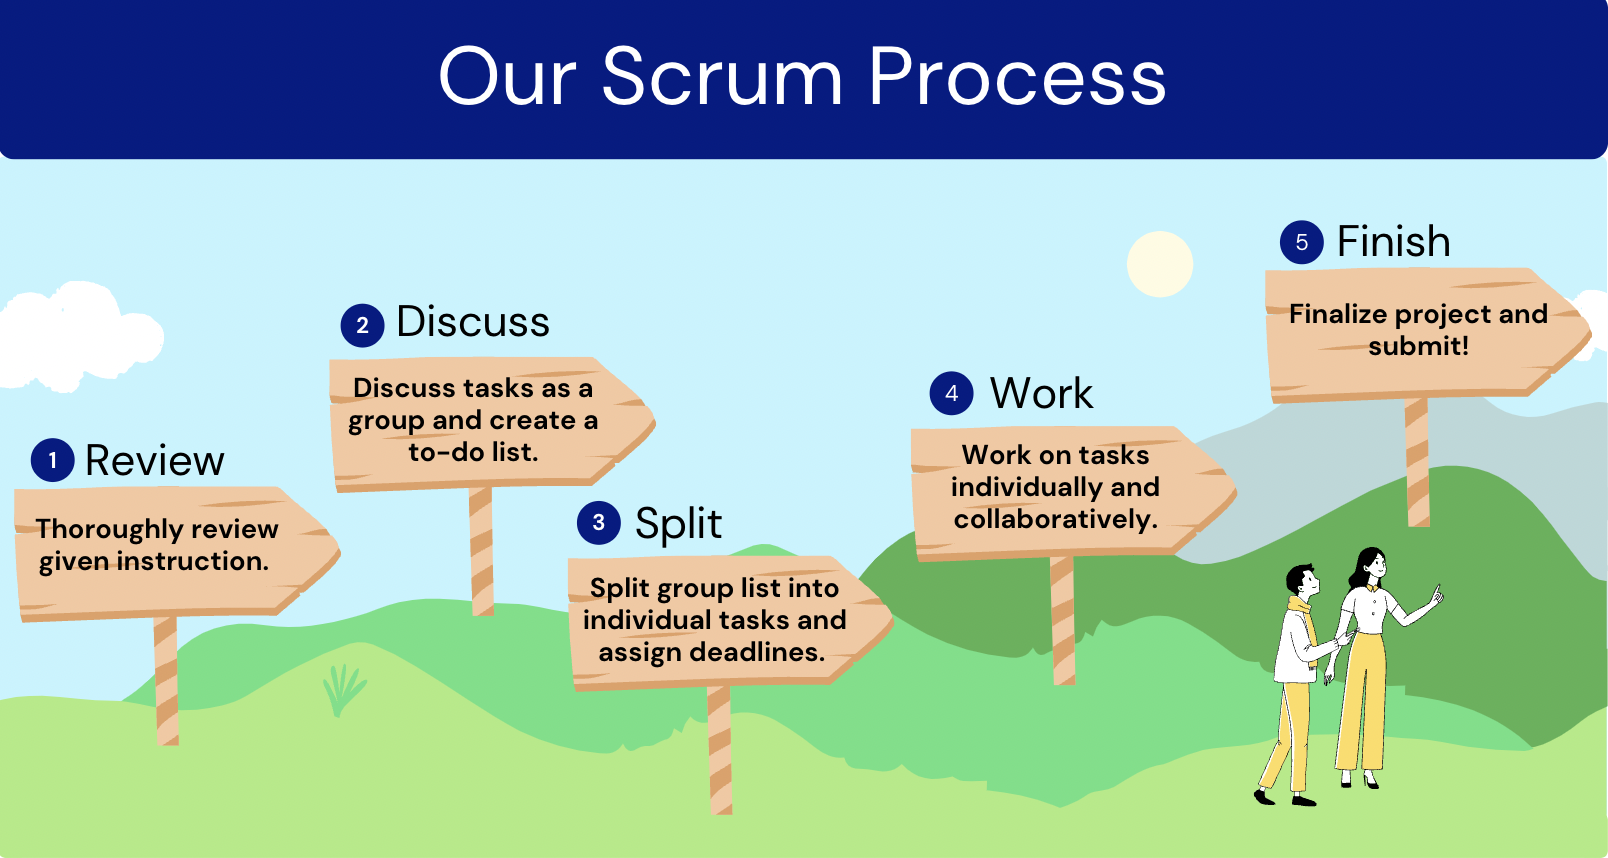 Our Scrum Process
1 Review
Thoroughly review
given instruction.
2 Discuss
Discuss tasks as a
group and create a
to-do list.
3 Split
Split group list into
individual tasks and
assign deadlines.
4 Work
Work on tasks
individually and
collaboratively.
5 Finish
Finalize project and
submit!